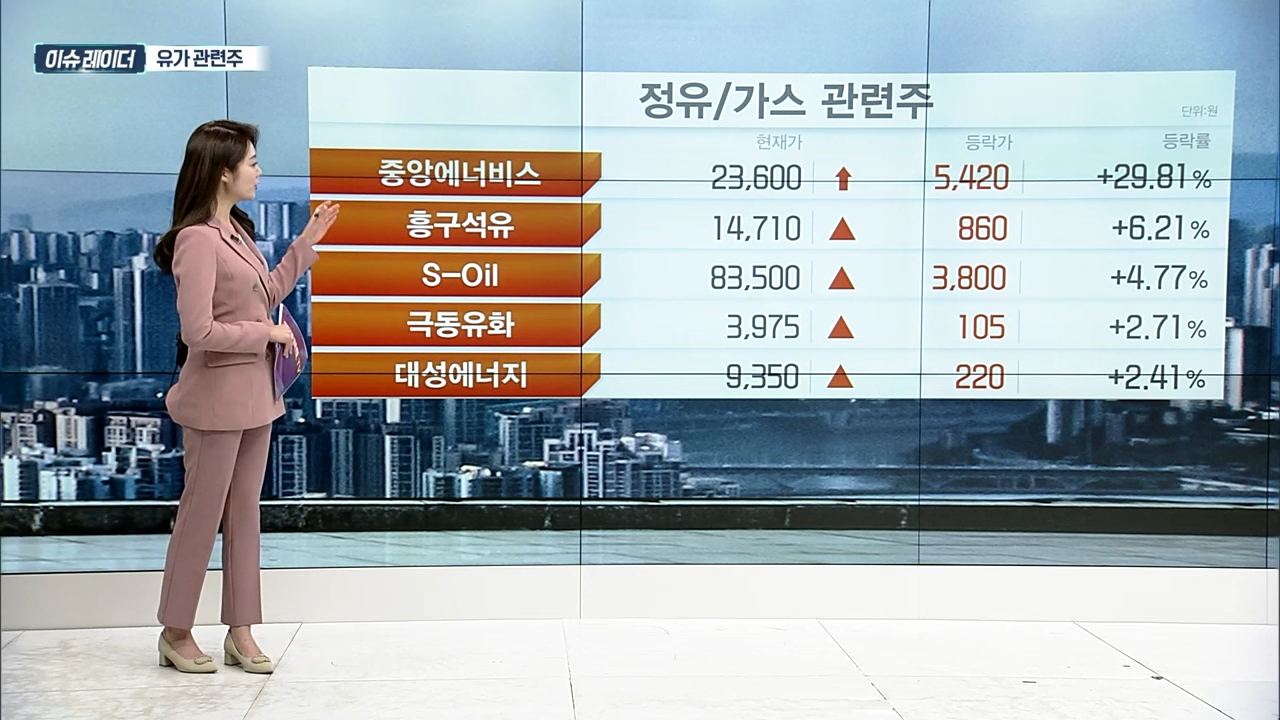 이슈 레이더 유가 관련주
정유/가스 관련주
단위:원
현재가 등락가 등락률
중앙에너비스 23,600 5,420 +29.81%
흥구석유 14,710 860 +6.21%
S-Oil 83,500 3,800 +4.77%
극동유화 3,975 105 +2.71%
대성에너지 9,350 220 +2.41%